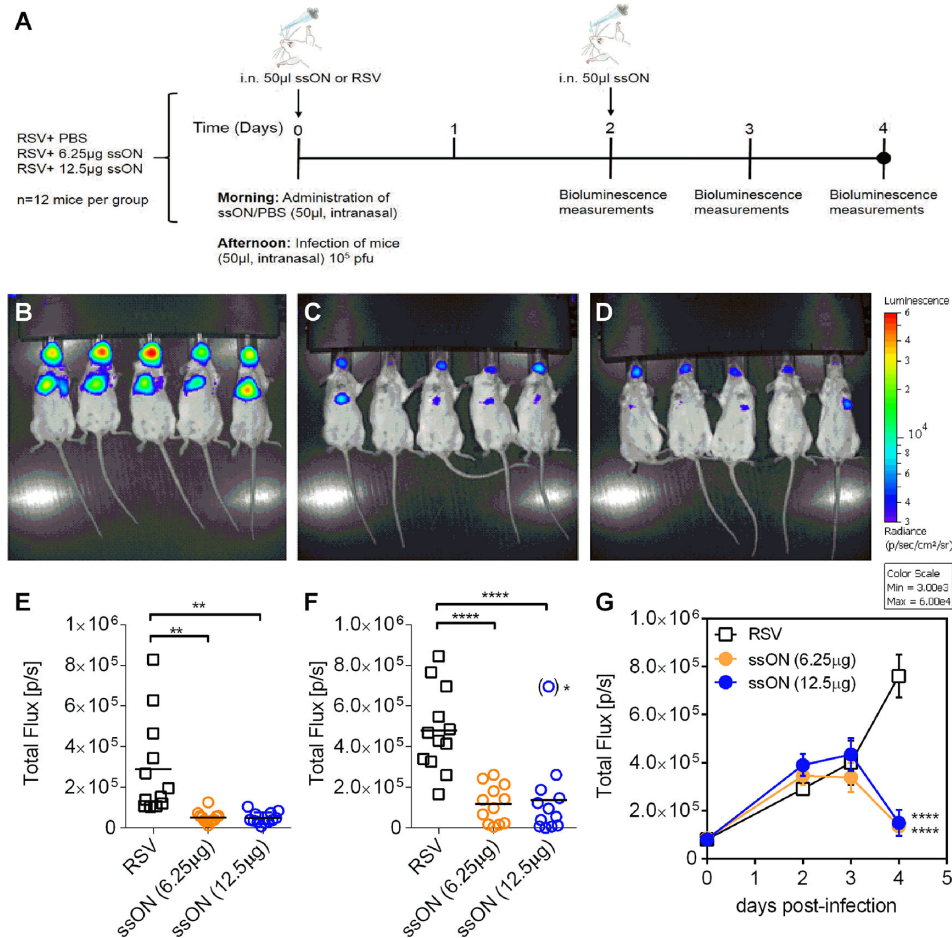 A
i.n. 50µl ssON or RSV
i.n. 50µl ssON
Time (Days)
0
1
2
3
4
RSV+ PBS
RSV+ 6.25µg ssON
RSV+ 12.5µg ssON
n=12 mice per group
Morning: Administration of
ssON/PBS (50µl, intranasal)
Afternoon: Infection of mice
(50µl, intranasal) 10⁵ pfu
Bioluminescence
measurements
Bioluminescence
measurements
Bioluminescence
measurements
B
C
D
Luminescence
6
5
4
3
2
10⁴
8
6
5
4
3
Radiance
(p/sec/cm²/sr)
Color Scale
Min = 3.00e3
Max = 6.00e4
E
Total Flux [p/s]
1.0× 10⁶
8× 10⁵
6× 10⁵
4× 10⁵
2× 10⁵
0
**
**
RSV
ssON (6.25µg)
ssON (12.5µg)
F
Total Flux [p/s]
1.0× 10⁶
8.0× 10⁵
6.0× 10⁵
4.0× 10⁵
2.0× 10⁵
0
****
****
( ) *
RSV
ssON (6.25µg)
ssON (12.5µg)
G
Total Flux [p/s]
1.0× 10⁶
8.0× 10⁵
6.0× 10⁵
4.0× 10⁵
2.0× 10⁵
0
RSV
ssON (6.25µg)
ssON (12.5µg)
****
****
0
2
3
4
5
days post-infection